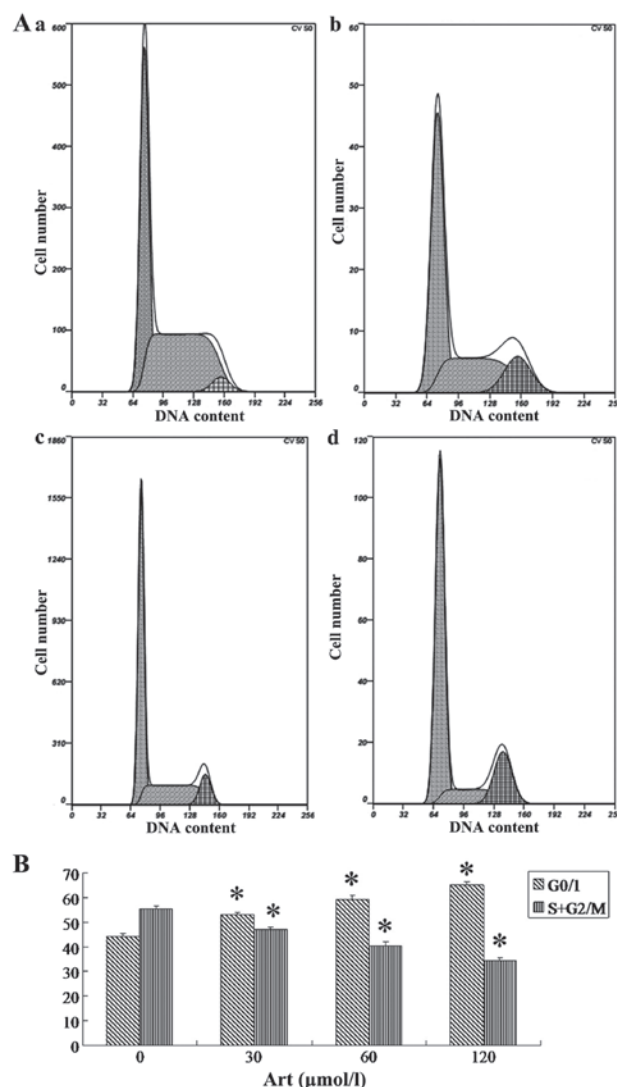 A a
CV 50
600
500
400
300
200
100
0
Cell number
0 32 64 96 128 160 192 224 256
DNA content
b
CV 50
60
50
40
30
20
10
0
Cell number
0 32 64 96 128 160 192 224 25
DNA content
c
CV 50
1860
1550
1240
930
620
310
0
Cell number
0 32 64 96 128 160 192 224 256
DNA content
d
CV 50
120
100
80
60
40
20
0
Cell number
0 32 64 96 128 160 192 224 25
DNA content
B
70
60
50
40
30
20
10
0
* * * * * *
G0/1
S+G2/M
0 30 60 120
Art (μmol/l)